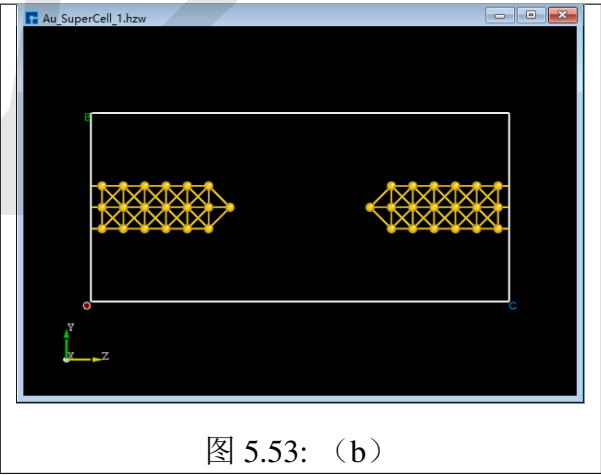 Au_SuperCell_1.hzw
B
O
C
Y
X
Z
图 5.53: （b）